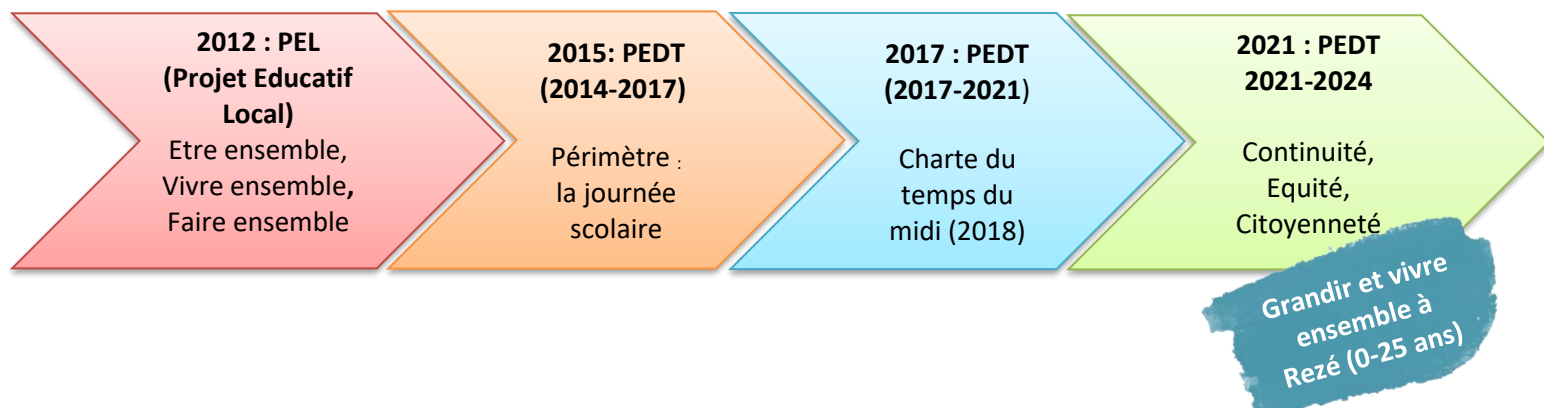 2012 : PEL
(Projet Educatif
Local)
Etre ensemble,
Vivre ensemble,
Faire ensemble
2015: PEDT
(2014-2017)
Périmètre :
la journée
scolaire
2017 : PEDT
(2017-2021)
Charte du
temps du
midi (2018)
2021 : PEDT
2021-2024
Continuité,
Equité,
Citoyenneté
Grandir et vivre
ensemble à
Rezé (0-25 ans)